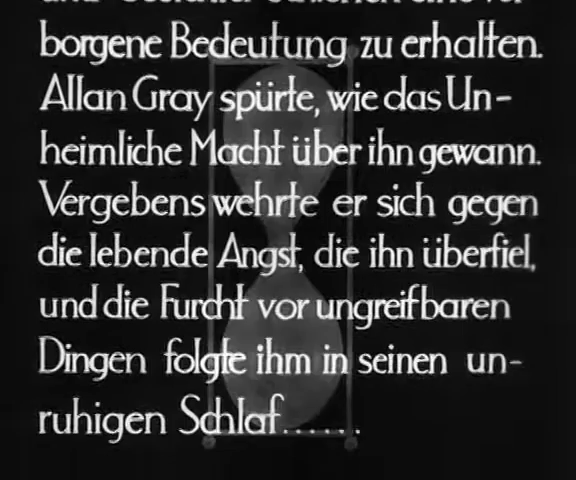 borgene Bedeutung zu erhalten.
Allan Gray spürte, wie das Un-
heimliche Macht über ihn gewann.
Vergebens wehrte er sich gegen
die lebende Angst, die ihn überfiel,
und die Furcht vor ungreifbaren
Dingen folgte ihm in seinen un-
ruhigen Schlaf......